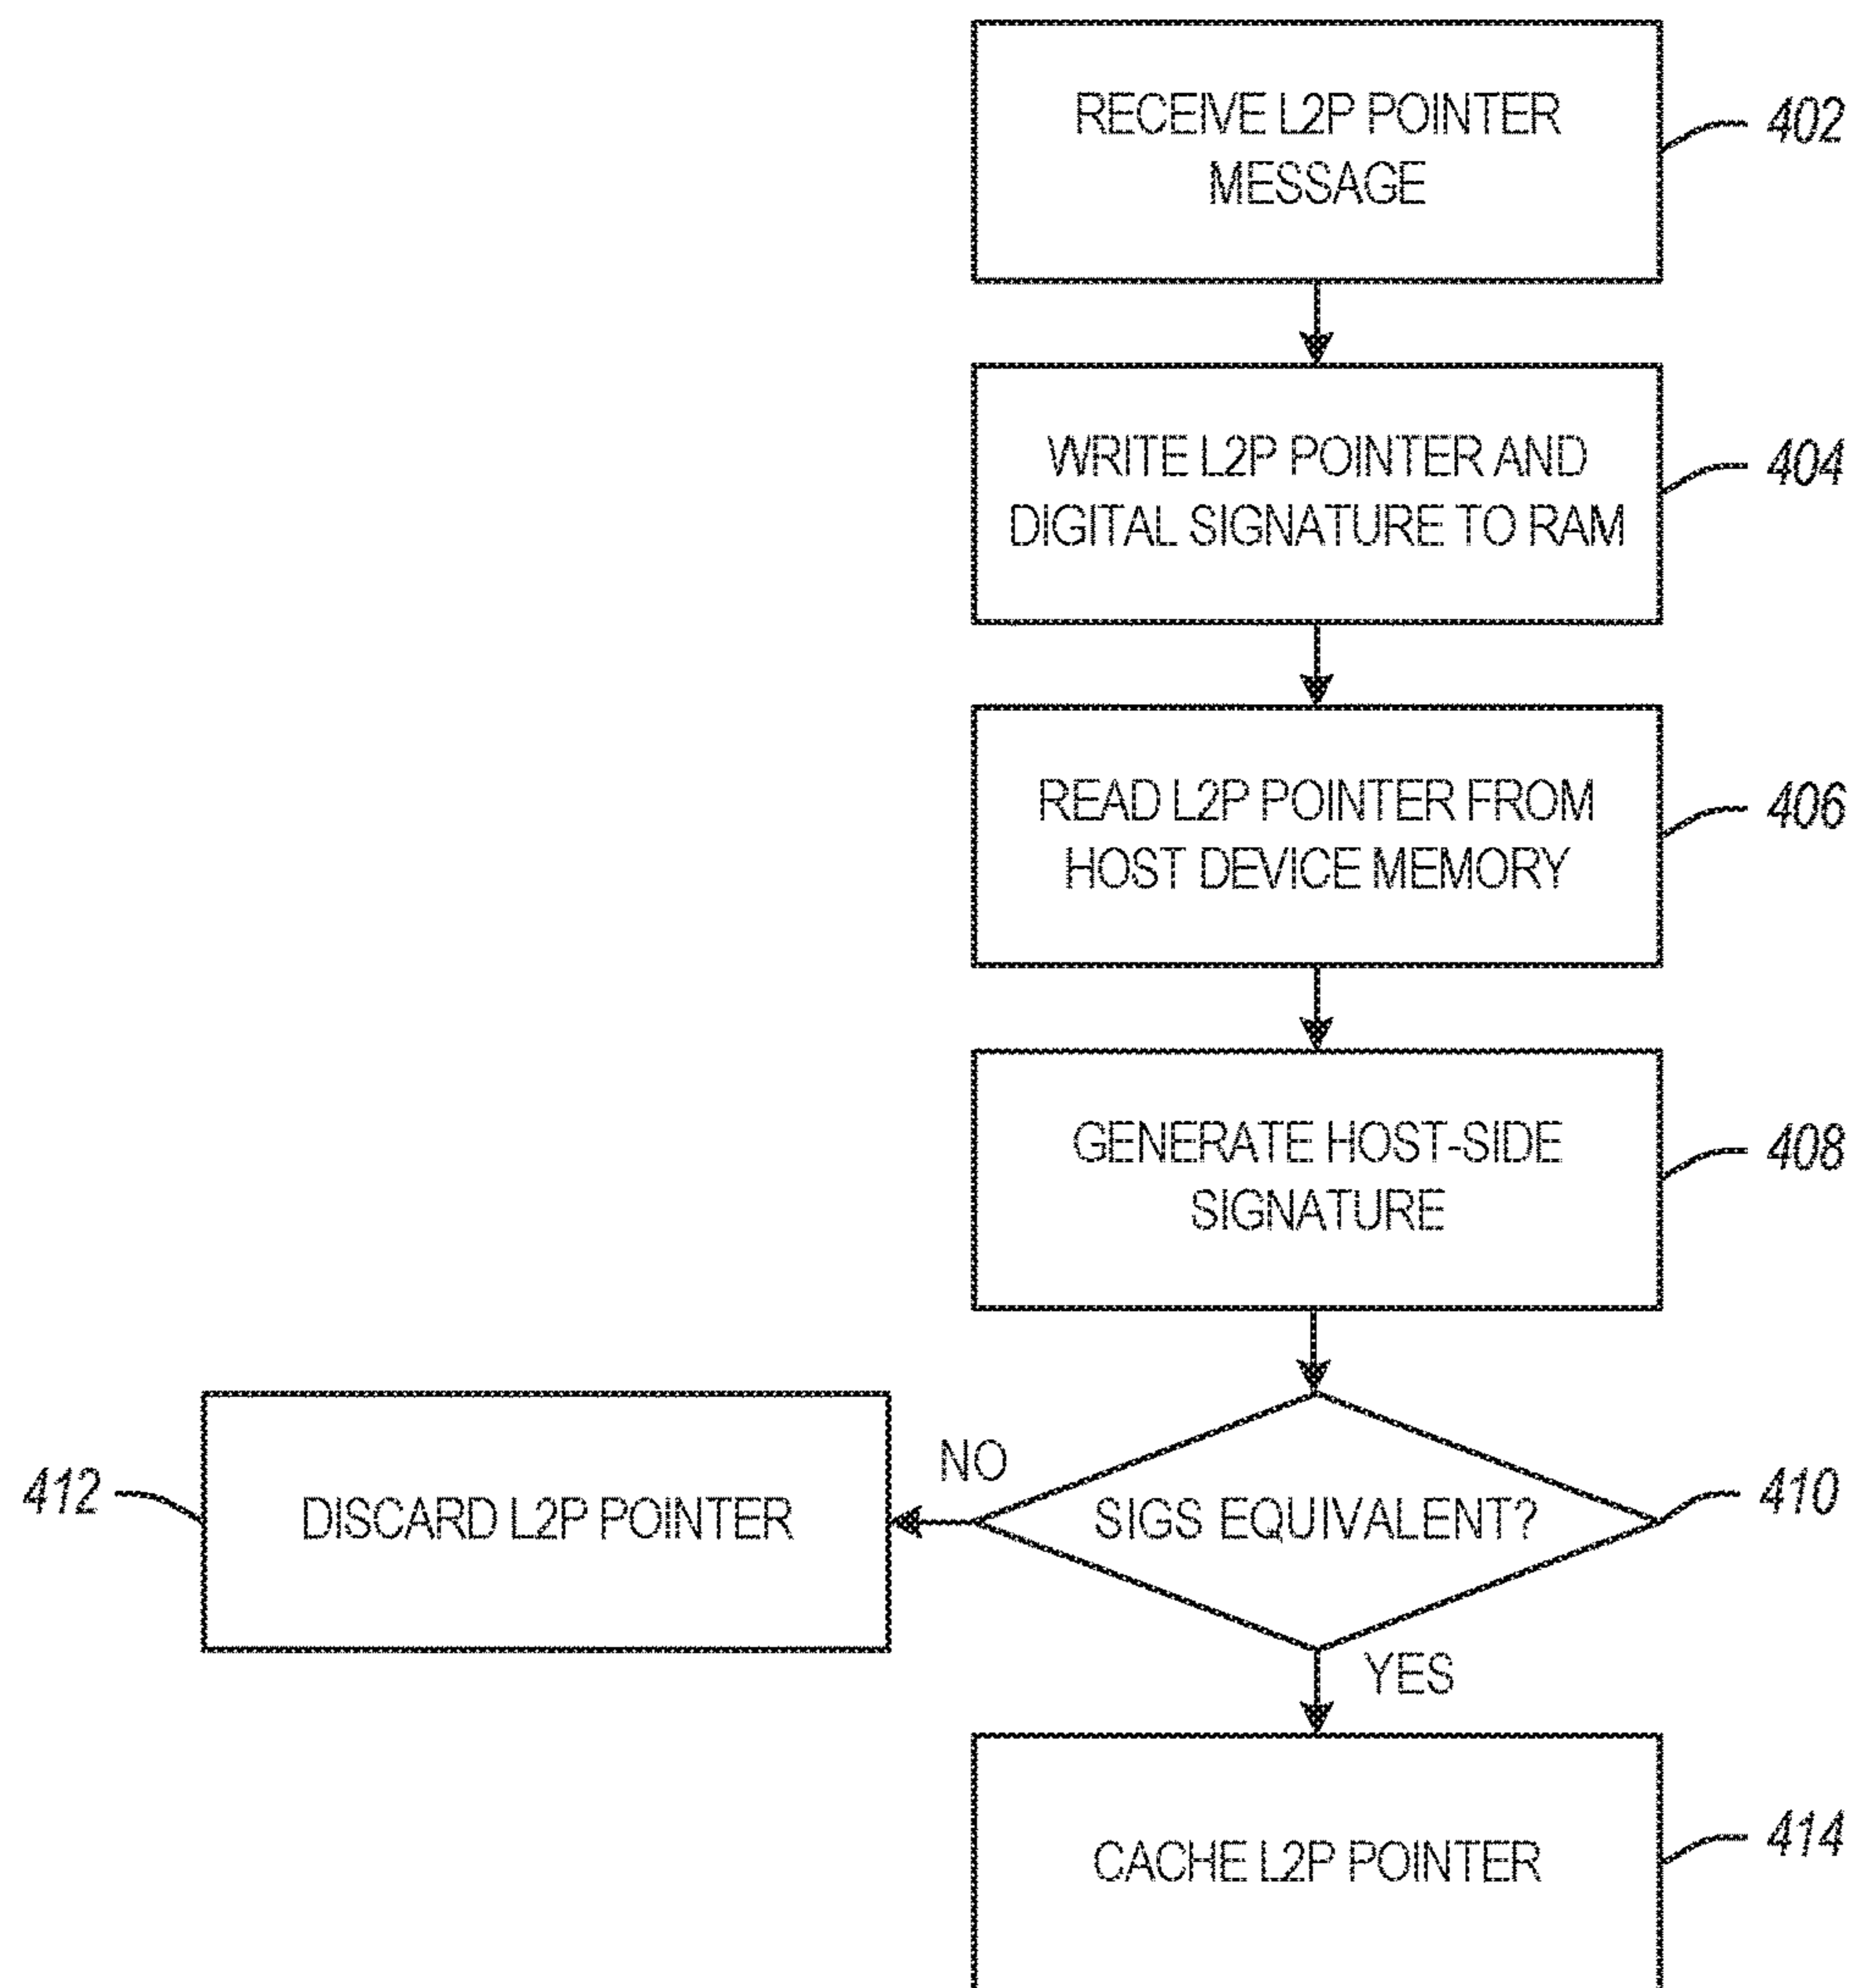 RECEIVE L2P POINTER
MESSAGE
402
WRITE L2P POINTER AND
DIGITAL SIGNATURE TO RAM
404
READ L2P POINTER FROM
HOST DEVICE MEMORY
406
GENERATE HOST-SIDE
SIGNATURE
408
412
DISCARD L2P POINTER
NO
SIGS EQUIVALENT?
410
YES
CACHE L2P POINTER
414